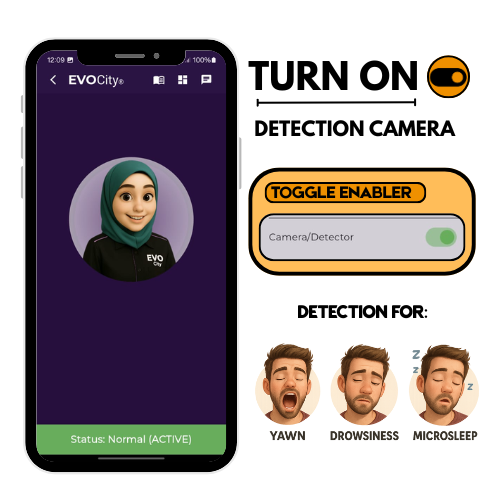 12:09
100%
EVOCity®
EVO
City
Status: Normal (ACTIVE)
TURN ON
DETECTION CAMERA
TOGGLE ENABLER
Camera/Detector
DETECTION FOR:
Z
z
z
YAWN
DROWSINESS
MICROSLEEP